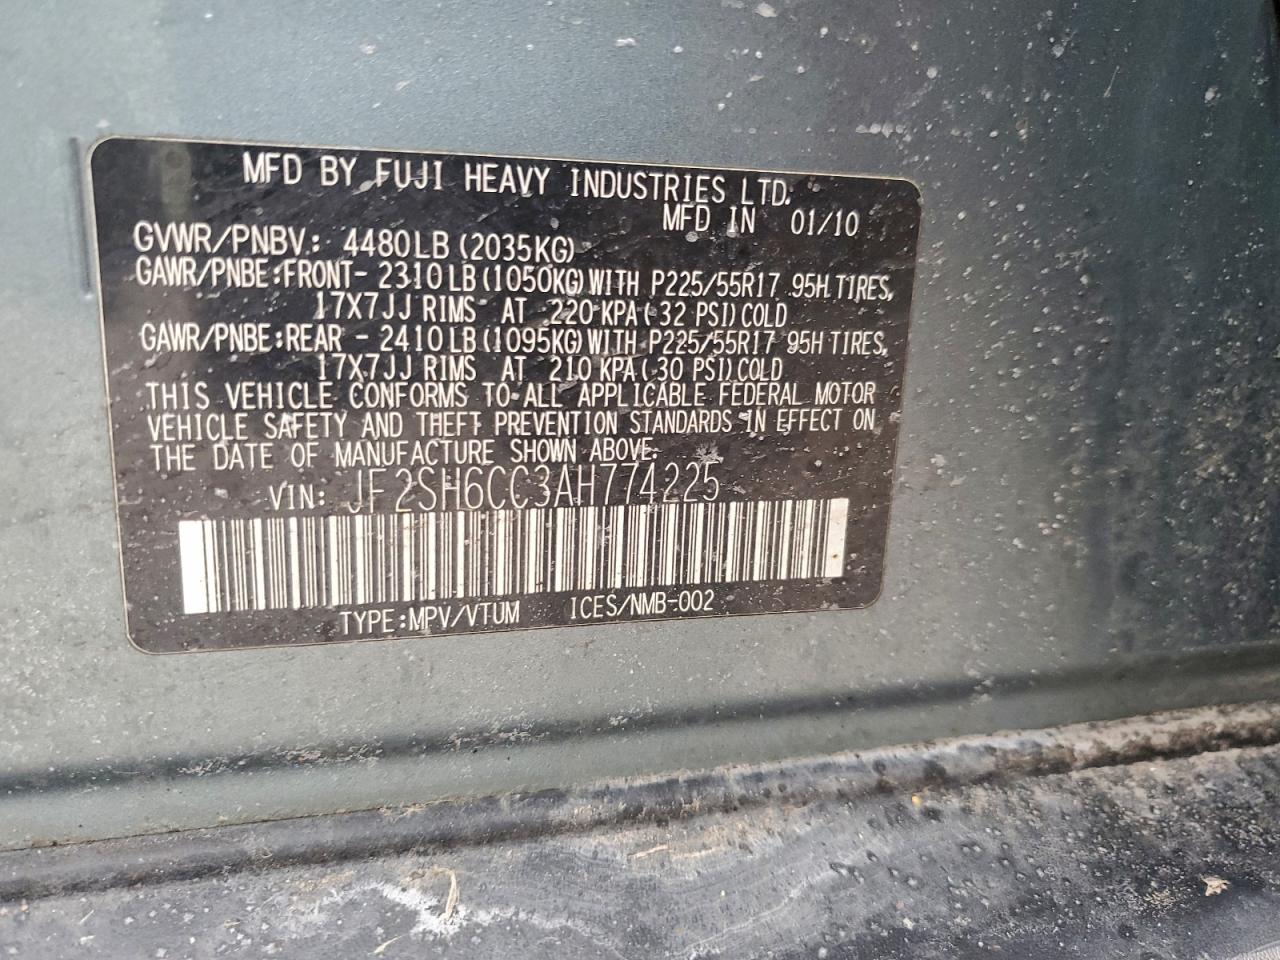 MFD BY FUJI HEAVY INDUSTRIES LTD.
MFD IN 01/10
GVWR/PNBV.: 4480LB (2035KG)
GAWR/PNBE:FRONT- 2310LB(1050KG)WITH P225/55R17 95H TIRES,
17X7JJ RIMS AT 220 KPA( 32 PSI)COLD
GAWR/PNBE:REAR - 2410LB(1095KG)WITH P225/55R17 95H TIRES,
17X7JJ RIMS AT 210 KPA( 30 PSI)COLD
THIS VEHICLE CONFORMS TO ALL APPLICABLE FEDERAL MOTOR
VEHICLE SAFETY AND THEFT PREVENTION STANDARDS IN EFFECT ON
THE DATE OF MANUFACTURE SHOWN ABOVE.
VIN: JF2SH6CC3AH774225
TYPE:MPV/VTUM ICES/NMB-002